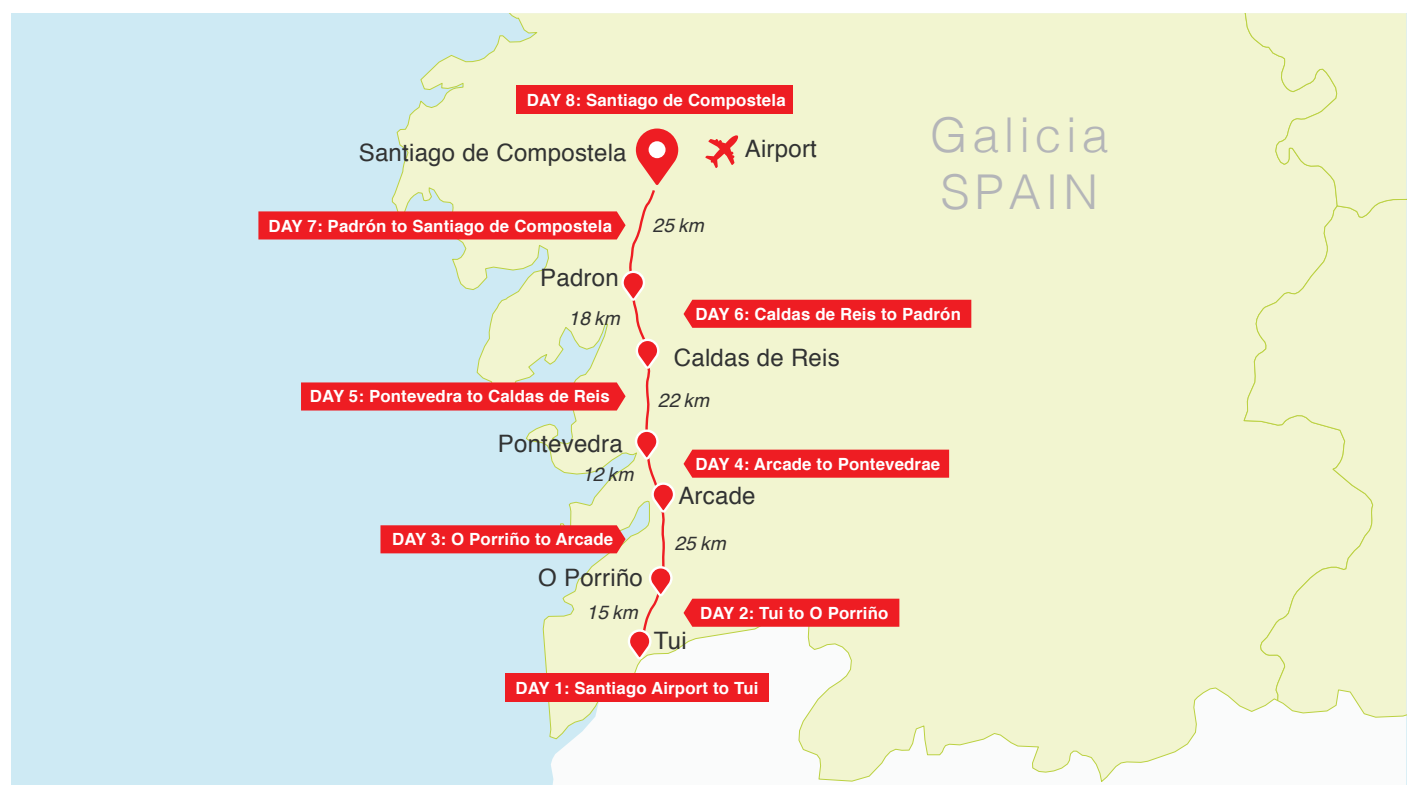 DAY 8: Santiago de Compostela
Santiago de Compostela
Airport
Galicia
SPAIN
DAY 7: Padrón to Santiago de Compostela
25 km
Padron
18 km
DAY 6: Caldas de Reis to Padrón
Caldas de Reis
DAY 5: Pontevedra to Caldas de Reis
22 km
Pontevedra
12 km
DAY 4: Arcade to Pontevedrae
Arcade
DAY 3: O Porriño to Arcade
25 km
O Porriño
15 km
DAY 2: Tui to O Porriño
Tui
DAY 1: Santiago Airport to Tui